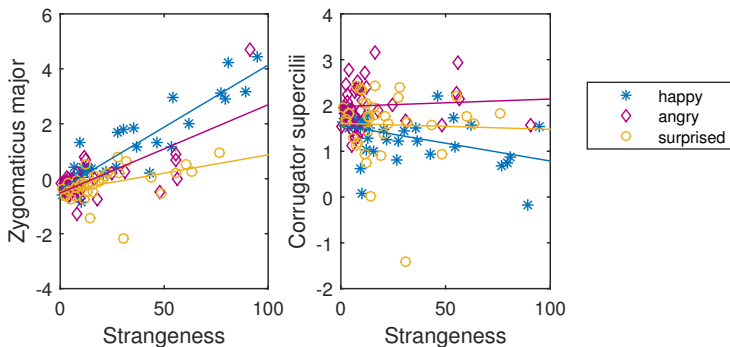 Zygomaticus major
6
4
2
0
-2
-4
0
50
100
Strangeness
Corrugator supercilii
4
3
2
1
0
-1
-2
0
50
100
Strangeness
happy
angry
surprised